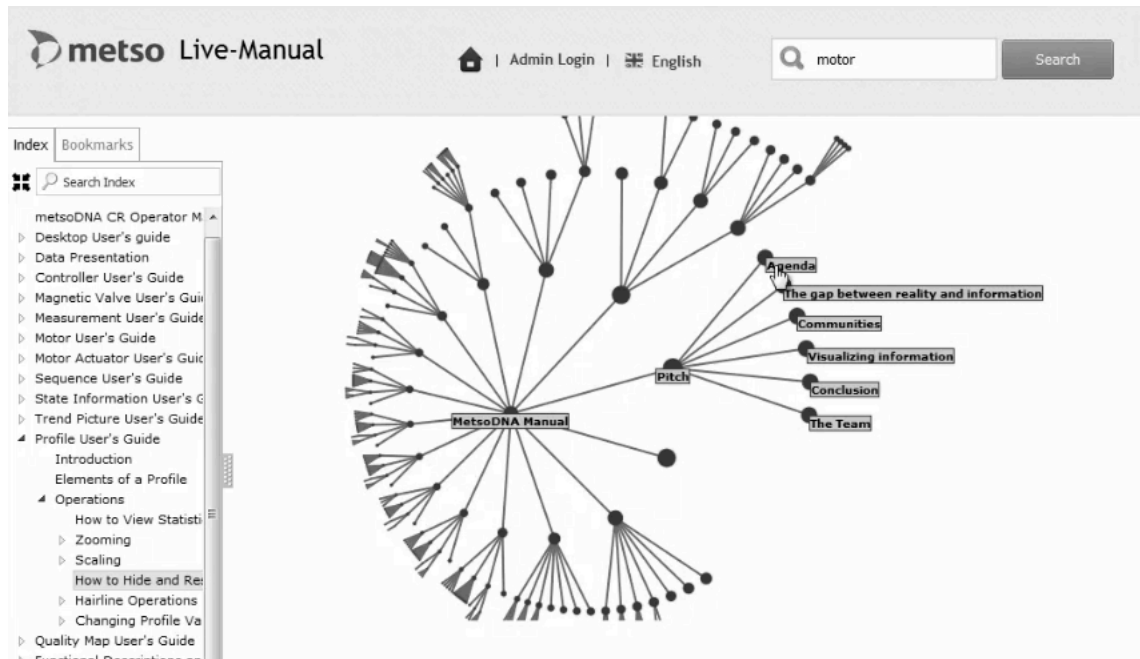 metso Live-Manual
| Admin Login | English
motor
Search
Index
Bookmarks
Search Index
metsoDNA CR Operator M
Desktop User's guide
Data Presentation
Controller User's Guide
Magnetic Valve User's Gui
Measurement User's Guide
Motor User's Guide
Motor Actuator User's Guid
Sequence User's Guide
State Information User's G
Trend Picture User's Guide
Profile User's Guide
Introduction
Elements of a Profile
Operations
How to View Statisti
Zooming
Scaling
How to Hide and Res
Hairline Operations
Changing Profile Va
Quality Map User's Guide
Agenda
The gap between reality and information
Communities
Visualizing information
Pitch
Conclusion
MetsoDNA Manual
The Team